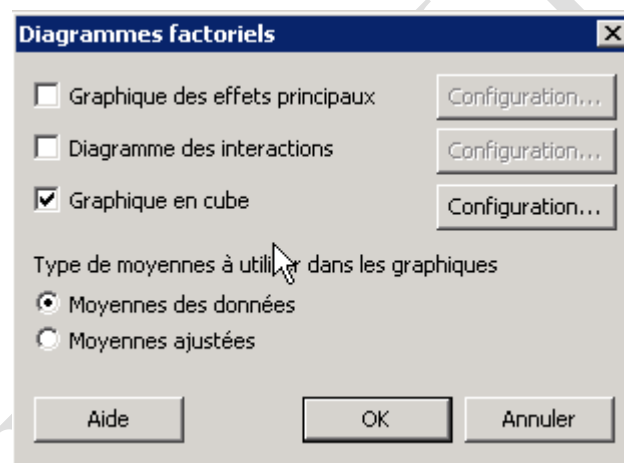 Diagrammes factoriels
Graphique des effets principaux
Configuration...
Diagramme des interactions
Configuration...
Graphique en cube
Configuration...
Type de moyennes à utiliser dans les graphiques
Moyennes des données
Moyennes ajustées
Aide
OK
Annuler